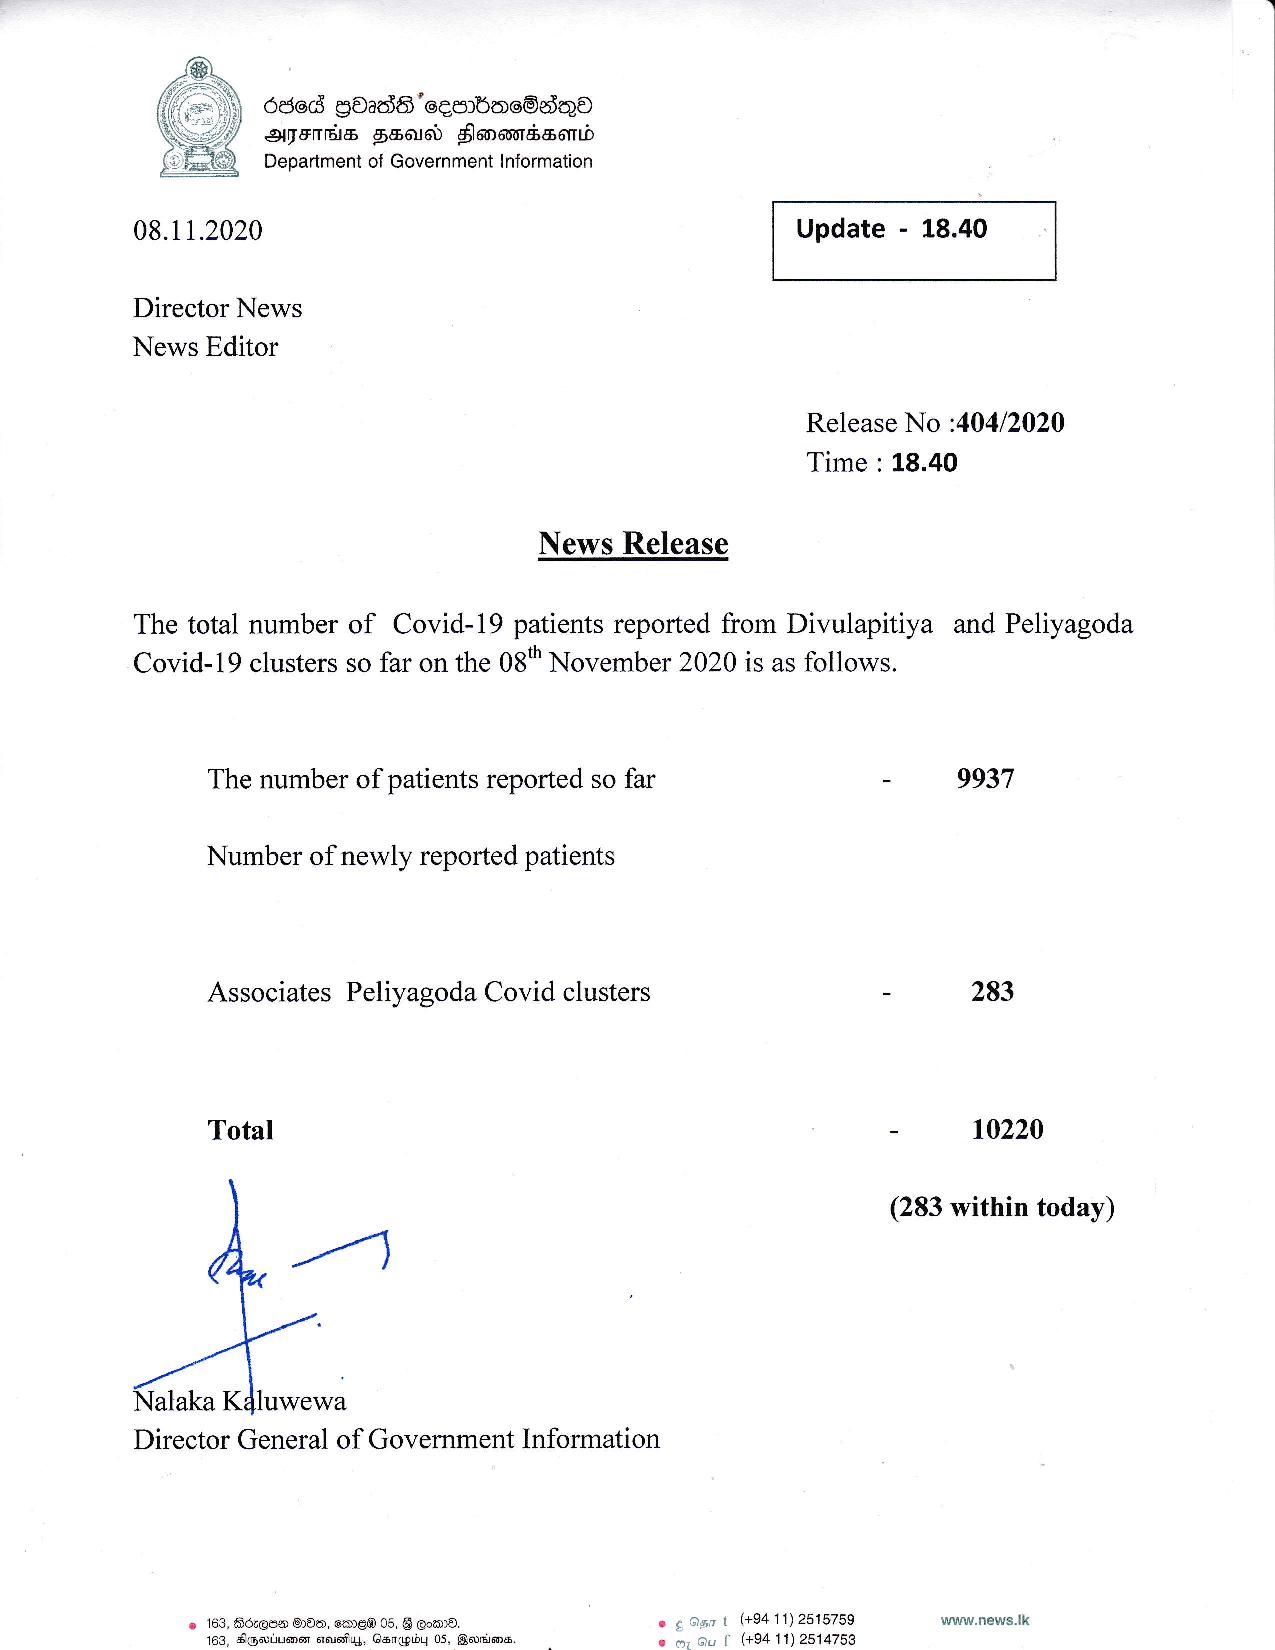 රජයේ ප්‍රවෘත්ති දෙපාර්තමේන්තුව
அரசாங்க தகவல் திணைக்களம்
Department of Government Information
08.11.2020
Update - 18.40
Director News
News Editor
Release No :404/2020
Time : 18.40
News Release
The total number of Covid-19 patients reported from Divulapitiya and Peliyagoda
Covid-19 clusters so far on the 08th November 2020 is as follows.
The number of patients reported so far - 9937
Number of newly reported patients
Associates Peliyagoda Covid clusters - 283
Total - 10220
(283 within today)
Nalaka Kaluwewa
Director General of Government Information
163, කිරුලපන මාවත, කොළඹ 05, ශ්‍රී ලංකාව.
163, கிருலப்பனை எவனியூ, கொழும்பு 05, இலங்கை.
(+94 11) 2515759
(+94 11) 2514753
www.news.lk